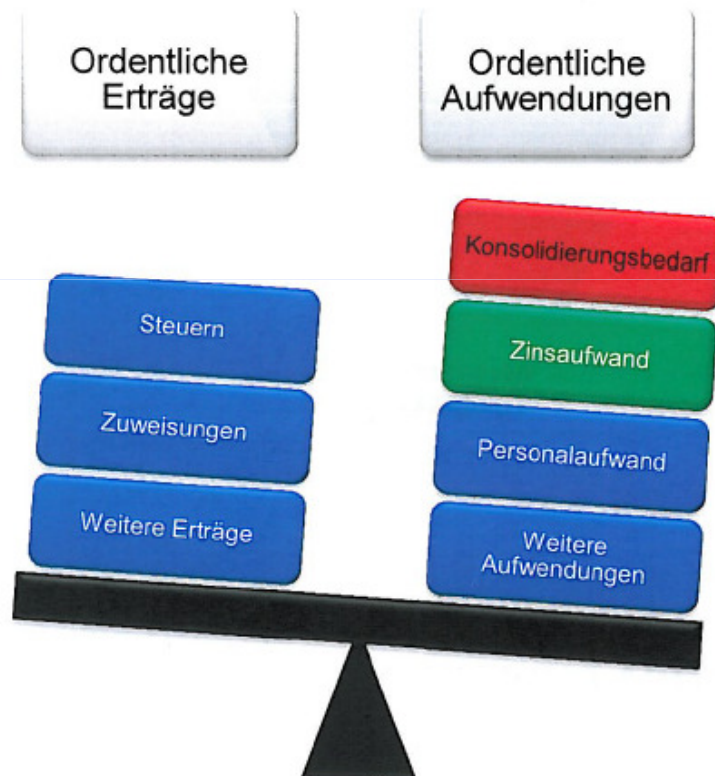 Ordentliche
Erträge
Ordentliche
Aufwendungen
Steuern
Zuweisungen
Weitere Erträge
Konsolidierungsbedarf
Zinsaufwand
Personalaufwand
Weitere
Aufwendungen